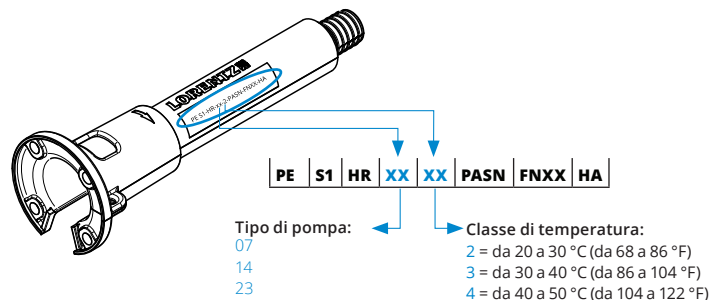 LORENTZ
PE S1-HR-xx-2-PASN-FNXX-HA
PE S1 HR XX XX PASN FNXX HA
Tipo di pompa:
07
14
23
Classe di temperatura:
2 = da 20 a 30 °C (da 68 a 86 °F)
3 = da 30 a 40 °C (da 86 a 104 °F)
4 = da 40 a 50 °C (da 104 a 122 °F)